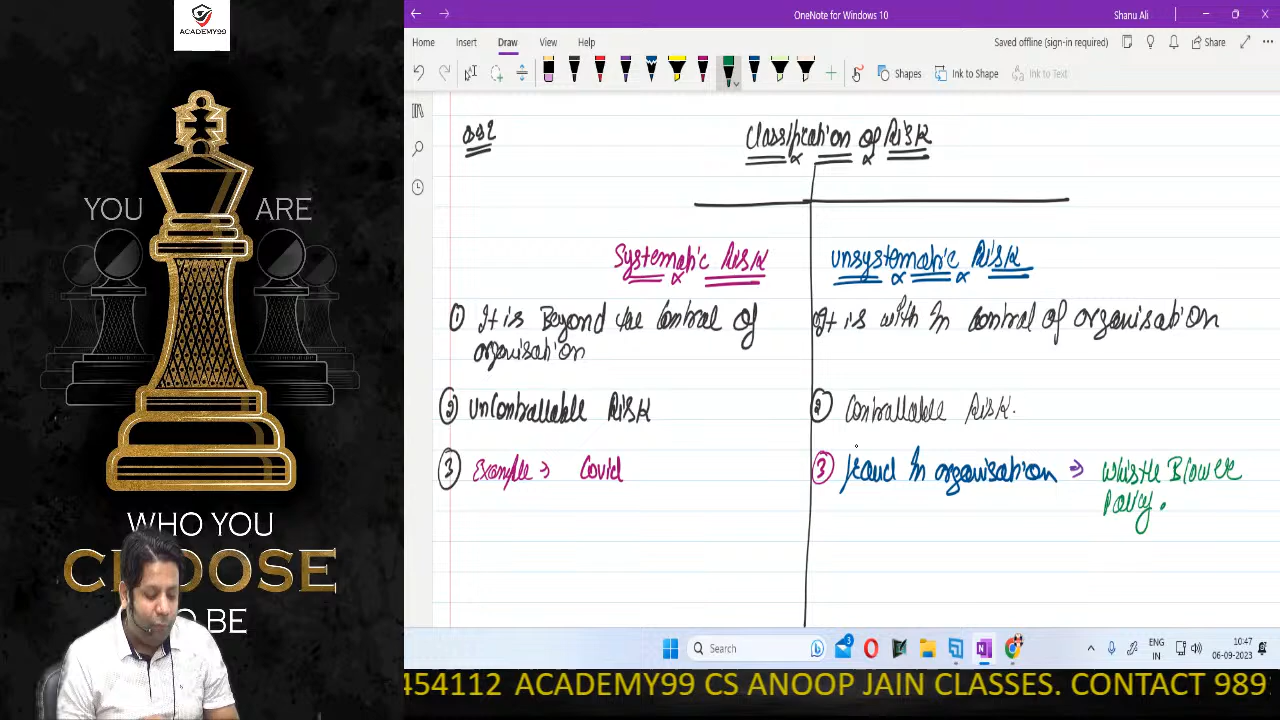 ACADEMY99
YOU ARE
WHO YOU
CHOOSE
TO BE
OneNote for Windows 10
Shanu Ali
Home Insert Draw View Help
Saved offline (sign-in required)
Share
Shapes
Ink to Shape
Ink to Text
Classification of Risk
Systematic Risk
Unsystematic Risk
① It is Beyond the Control of
organisation
It is with in control of organisation
② Uncontrollable Risk
② Controllable Risk.
③ Example → Covid
③ fraud in organisation → Whistle Blower
Policy.
Search
3
ENG
IN
10:47
06-09-2023
454112 ACADEMY99 CS ANOOP JAIN CLASSES. CONTACT 989